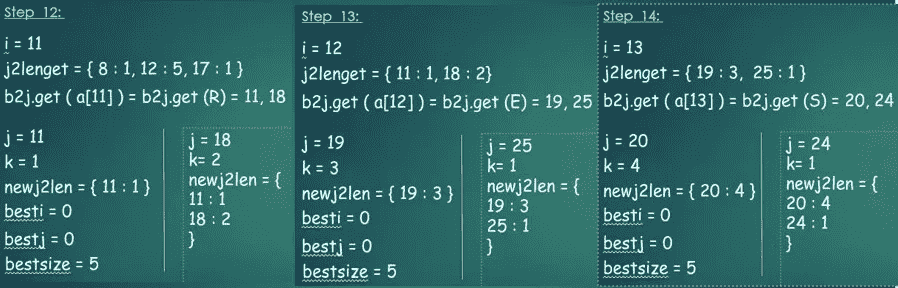 Step 12:
i = 11
j2lenget = { 8 : 1, 12 : 5, 17 : 1 }
b2j.get ( a[11] ) = b2j.get (R) = 11, 18
j = 11
k = 1
newj2len = { 11 : 1 }
besti = 0
bestj = 0
bestsize = 5
j = 18
k= 2
newj2len = {
11 : 1
18 : 2
}
Step 13:
i = 12
j2lenget = { 11 : 1, 18 : 2}
b2j.get ( a[12] ) = b2j.get (E) = 19, 25
j = 19
k = 3
newj2len = { 19 : 3 }
besti = 0
bestj = 0
bestsize = 5
j = 25
k= 1
newj2len = {
19 : 3
25 : 1
}
Step 14:
i = 13
j2lenget = { 19 : 3, 25 : 1 }
b2j.get ( a[13] ) = b2j.get (S) = 20, 24
j = 20
k = 4
newj2len = { 20 : 4 }
besti = 0
bestj = 0
bestsize = 5
j = 24
k= 1
newj2len = {
20 : 4
24 : 1
}